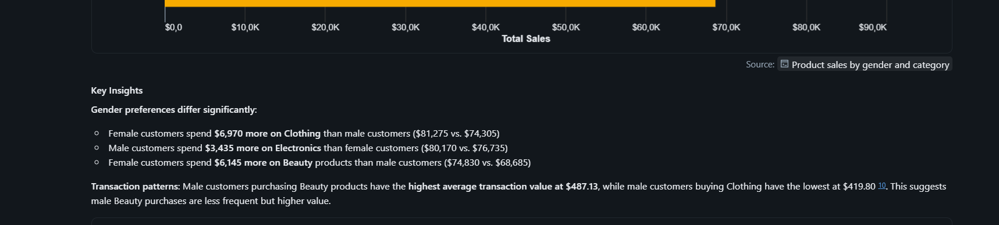 $0,0 $10,0K $20,0K $30,0K $40,0K $50,0K $60,0K $70,0K $80,0K $90,0K
Total Sales
Source: Product sales by gender and category
Key Insights
Gender preferences differ significantly:
Female customers spend $6,970 more on Clothing than male customers ($81,275 vs. $74,305)
Male customers spend $3,435 more on Electronics than female customers ($80,170 vs. $76,735)
Female customers spend $6,145 more on Beauty products than male customers ($74,830 vs. $68,685)
Transaction patterns: Male customers purchasing Beauty products have the highest average transaction value at $487.13, while male customers buying Clothing have the lowest at $419.80 10. This suggests
male Beauty purchases are less frequent but higher value.